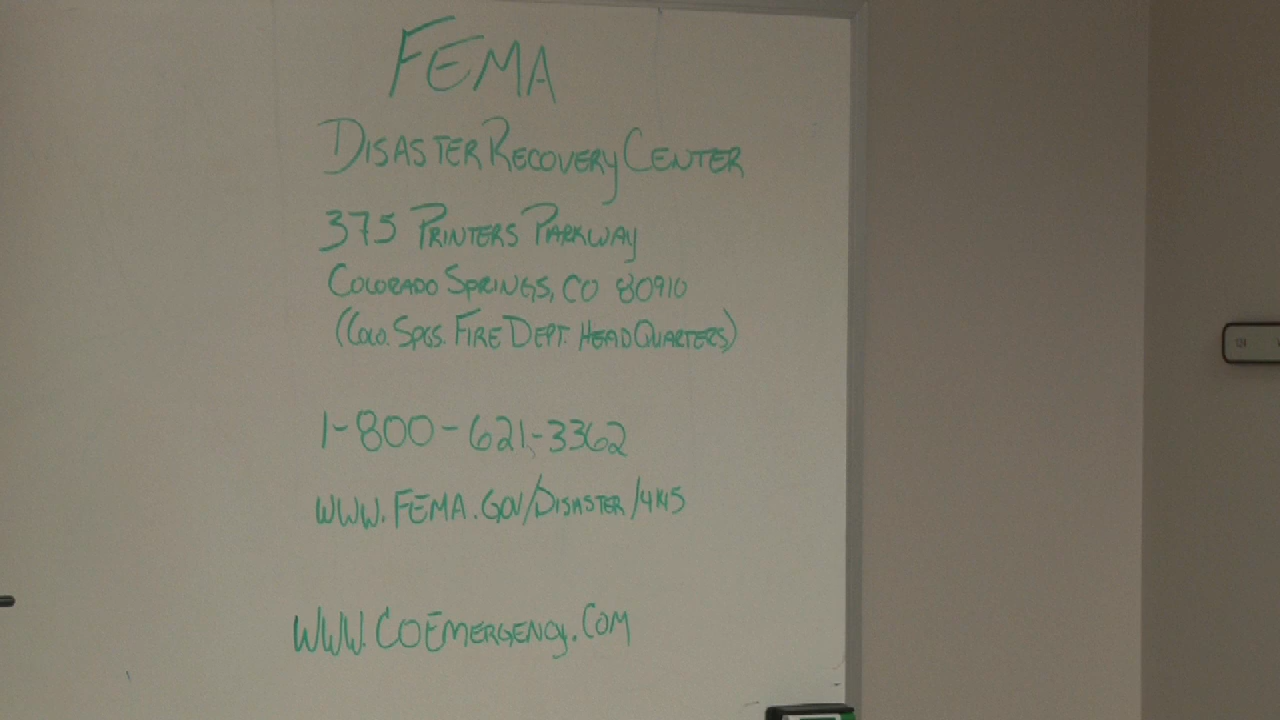 FEMA
DISASTER RECOVERY CENTER
375 PRINTERS PARKWAY
COLORADO SPRINGS, CO 80910
(COLO. SPGS. FIRE DEPT. HEADQUARTERS)
1-800-621-3362
WWW.FEMA.GOV/DISASTER/4145
WWW.COEMERGENCY.COM
124